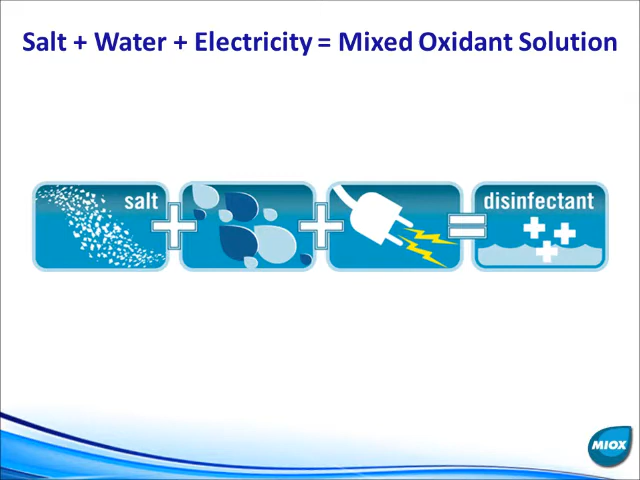 Salt + Water + Electricity = Mixed Oxidant Solution
salt
disinfectant
MIOX